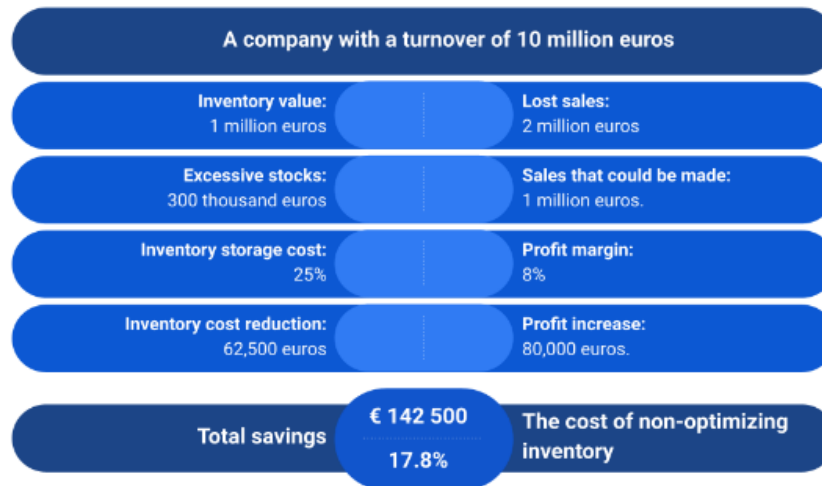 A company with a turnover of 10 million euros
Inventory value:
1 million euros
Lost sales:
2 million euros
Excessive stocks:
300 thousand euros
Sales that could be made:
1 million euros.
Inventory storage cost:
25%
Profit margin:
8%
Inventory cost reduction:
62,500 euros
Profit increase:
80,000 euros.
Total savings
€ 142 500
17.8%
The cost of non-optimizing
inventory